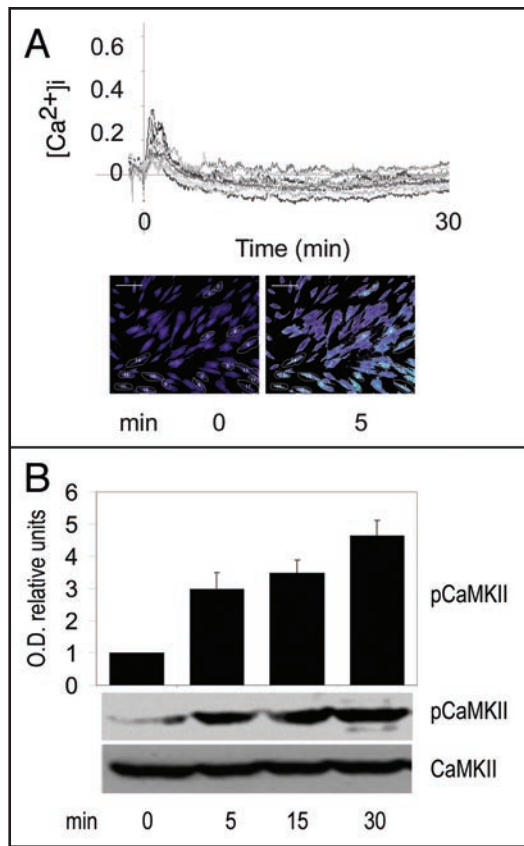 A
0.6
0.4
0.2
0
[Ca2+]i
0 30
Time (min)
min 0 5
B
6
5
4
3
2
1
0
O.D. relative units
pCaMKII
pCaMKII
CaMKII
min 0 5 15 30